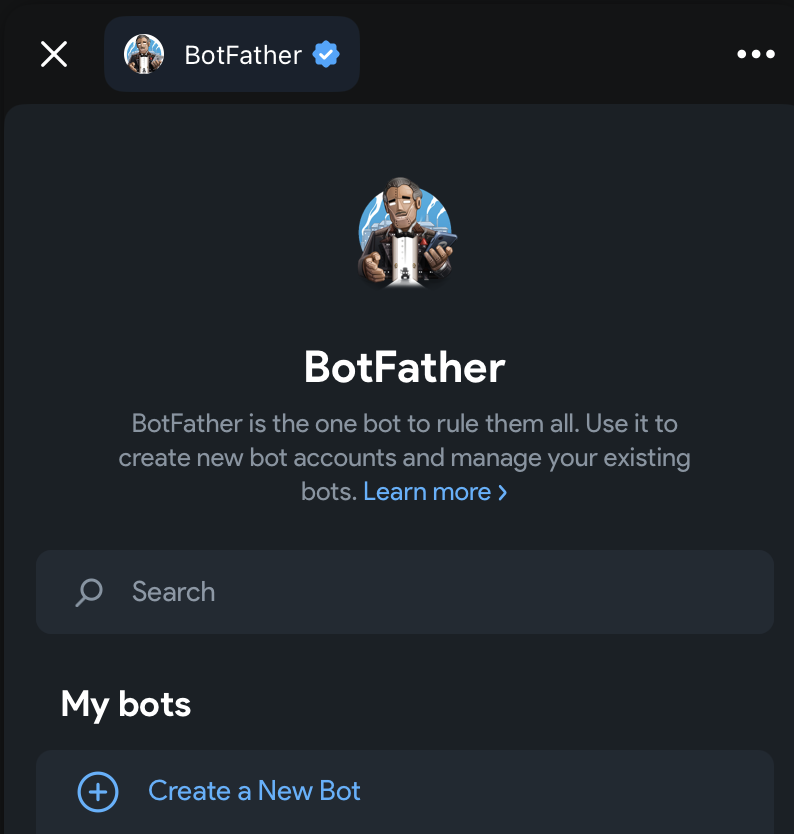 BotFather
BotFather
BotFather is the one bot to rule them all. Use it to
create new bot accounts and manage your existing
bots. Learn more ›
Search
My bots
Create a New Bot